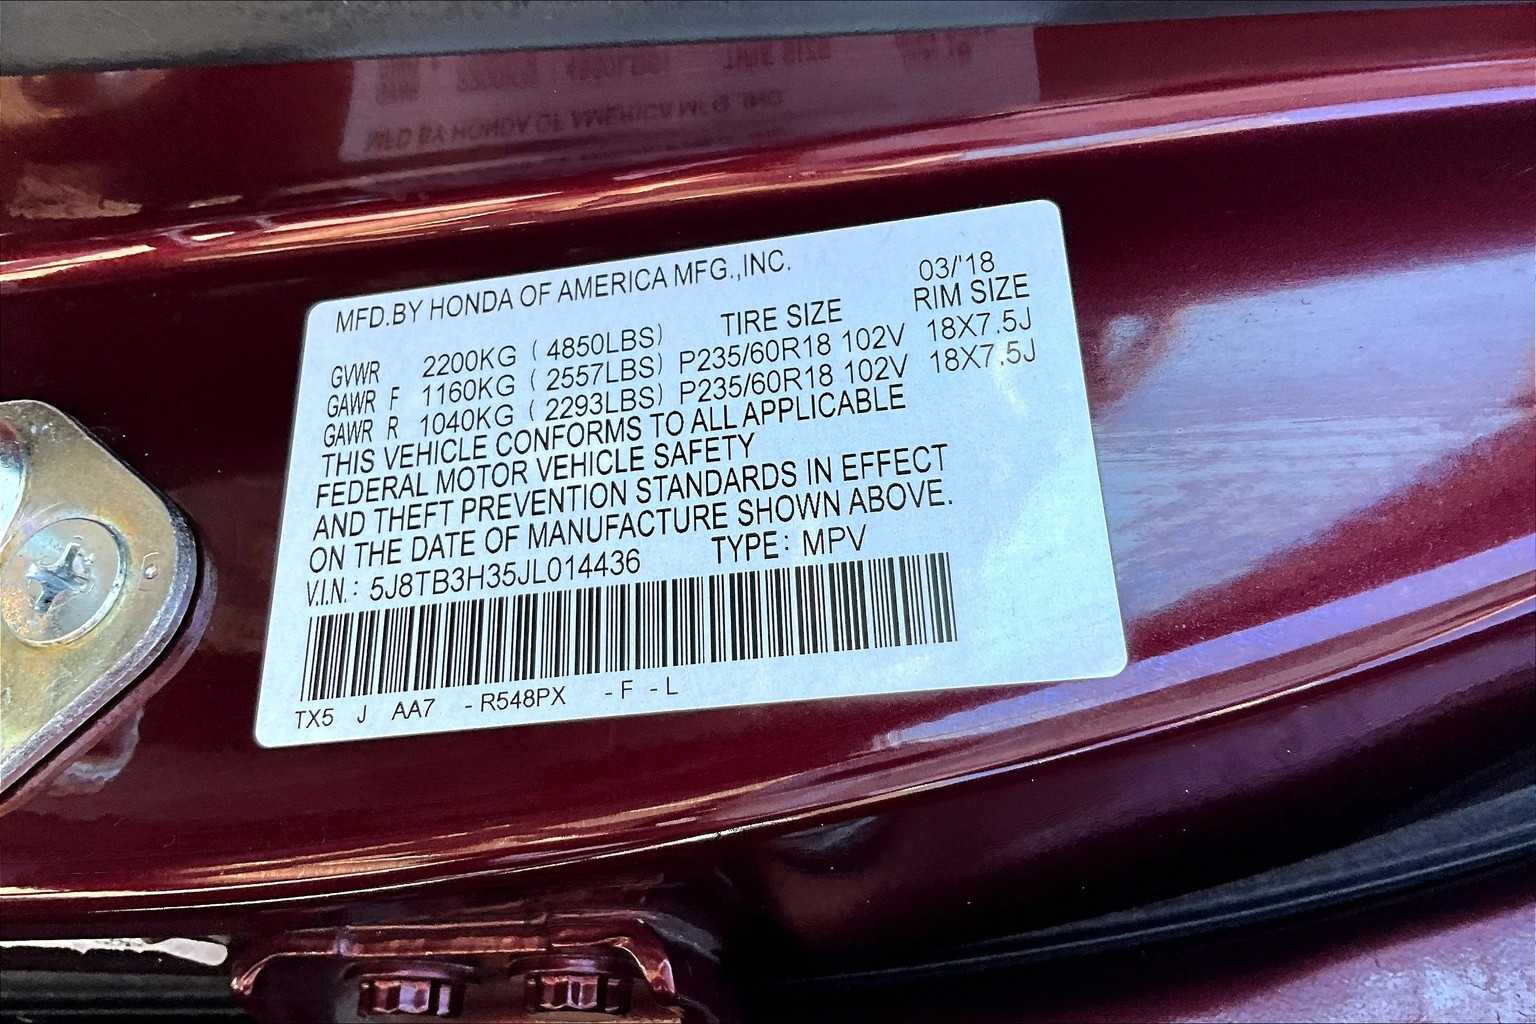 MFD.BY HONDA OF AMERICA MFG.,INC. 03/'18
TIRE SIZE RIM SIZE
GVWR 2200KG (4850LBS)
GAWR F 1160KG (2557LBS) P235/60R18 102V 18X7.5J
GAWR R 1040KG (2293LBS) P235/60R18 102V 18X7.5J
THIS VEHICLE CONFORMS TO ALL APPLICABLE
FEDERAL MOTOR VEHICLE SAFETY
AND THEFT PREVENTION STANDARDS IN EFFECT
ON THE DATE OF MANUFACTURE SHOWN ABOVE.
V.I.N.: 5J8TB3H35JL014436 TYPE: MPV
TX5 J AA7 -R548PX -F -L